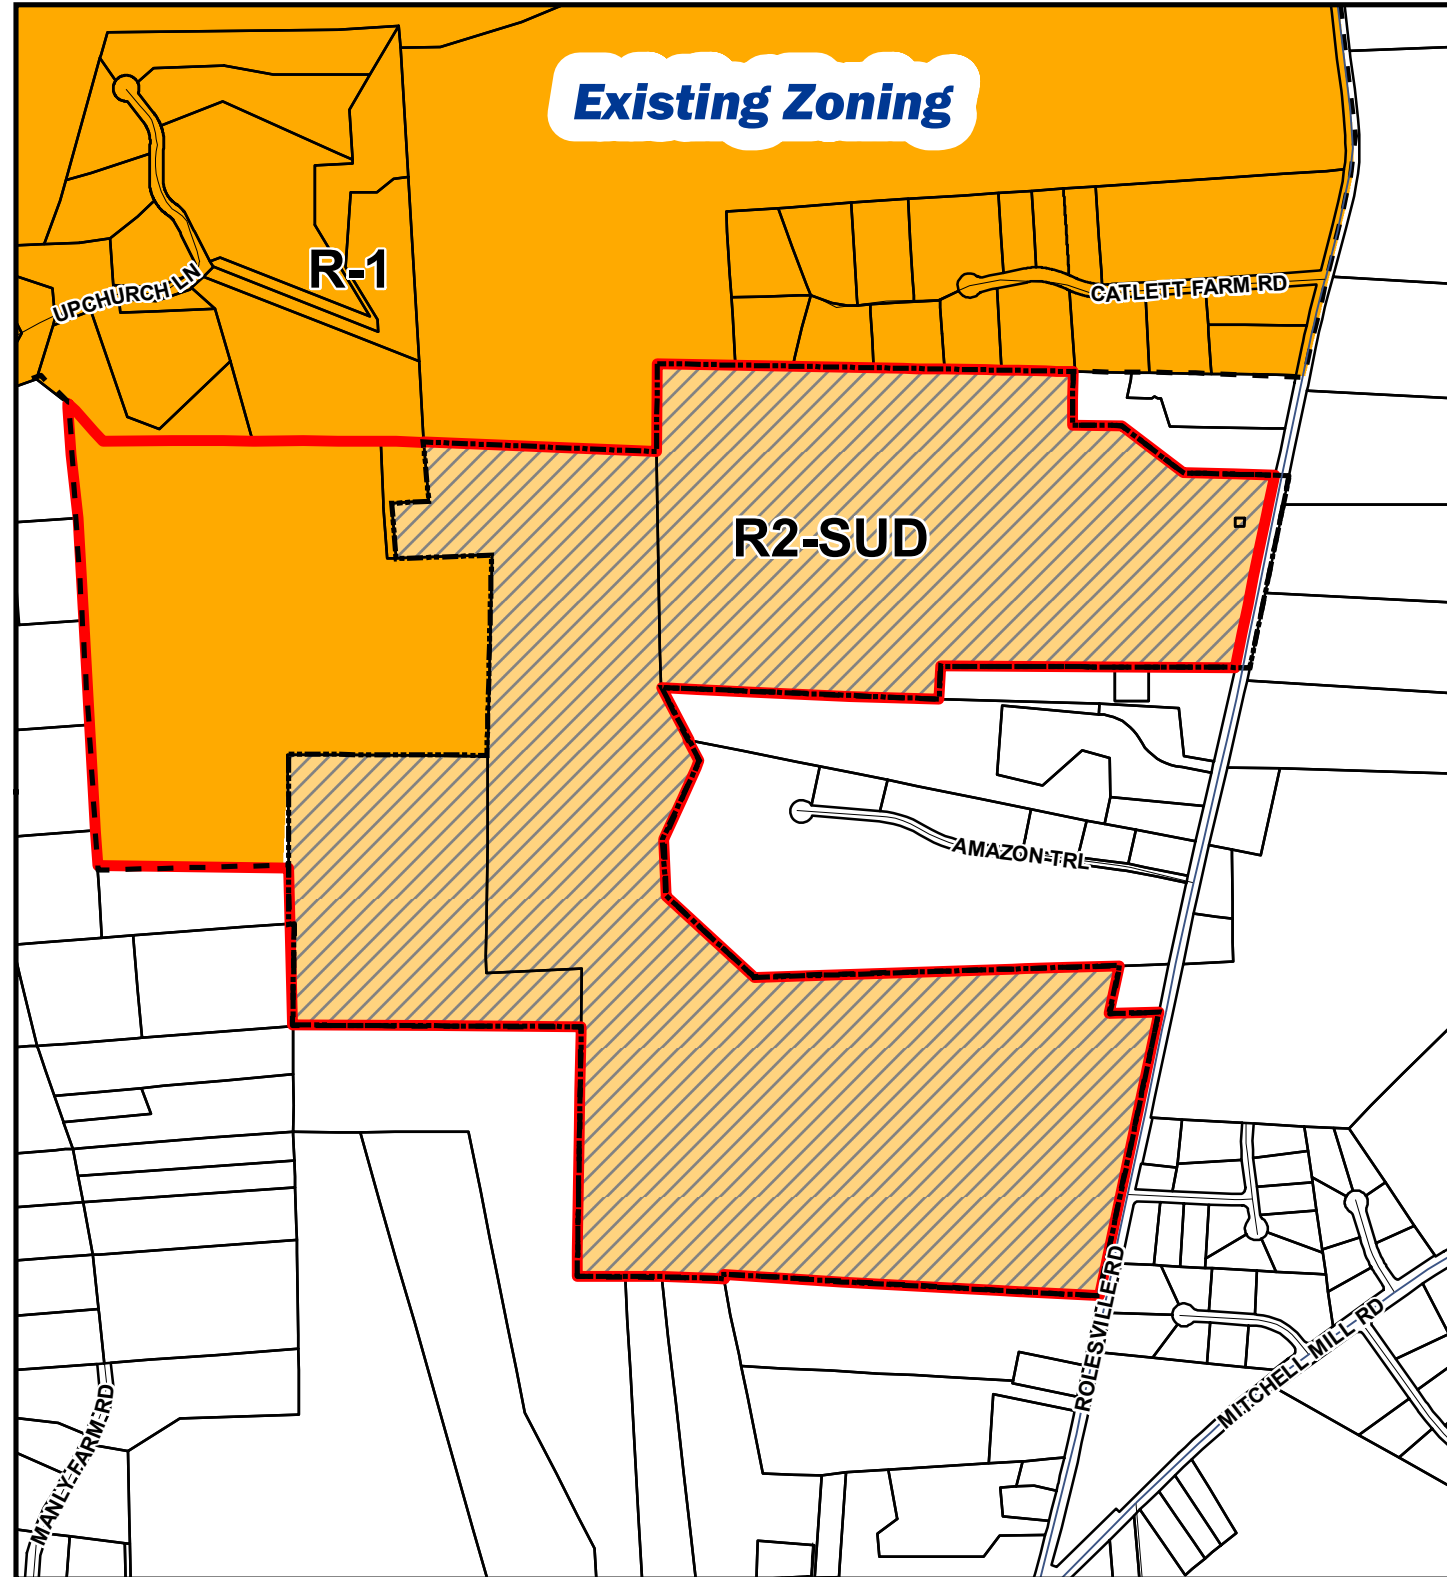 Existing Zoning
R-1
UPCHURCH LN
CATLETT FARM RD
R2-SUD
AMAZON TRL
ROLESVILLE RD
MITCHELL MILL RD
MANLY FARM RD